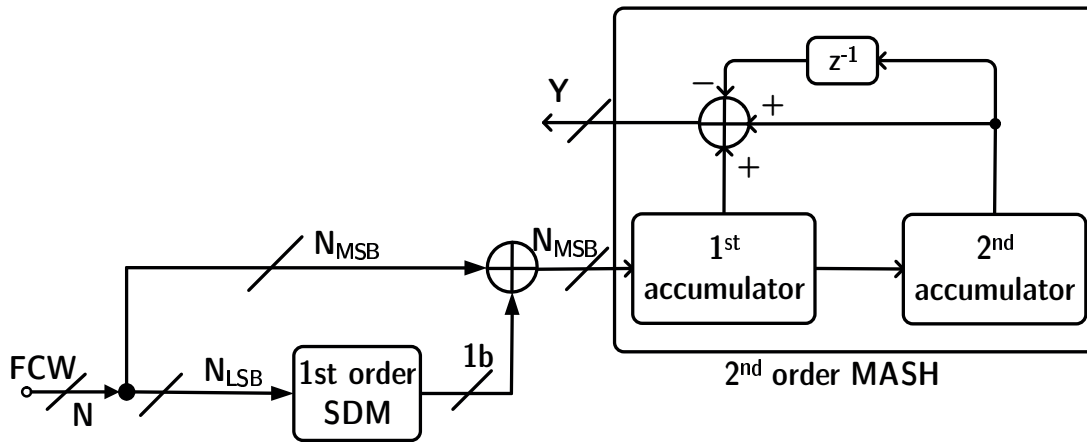 z⁻¹
Y
−
+
+
N_MSB
N_MSB
1ˢᵗ
accumulator
2ⁿᵈ
accumulator
FCW
N
N_LSB
1st order
SDM
1b
2ⁿᵈ order MASH